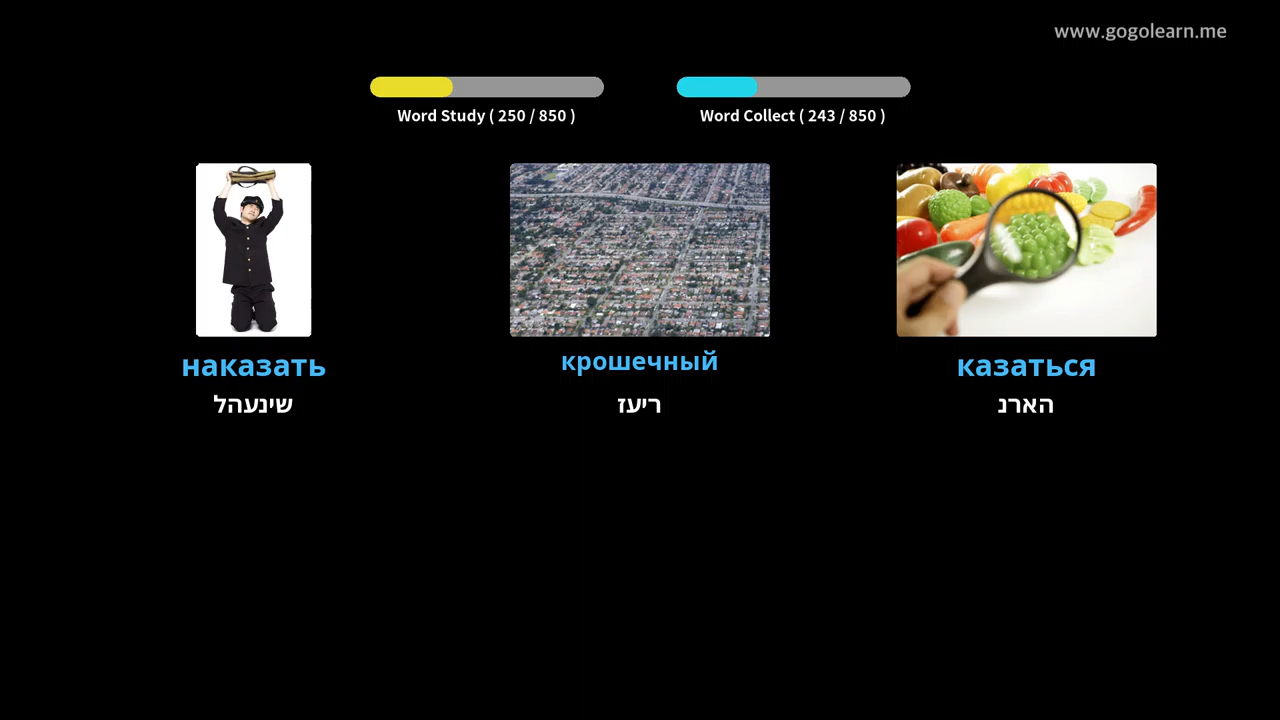 www.gogolearn.me
Word Study ( 250 / 850 )
Word Collect ( 243 / 850 )
наказать
שינעהל
крошечный
ריעז
казаться
הארנ